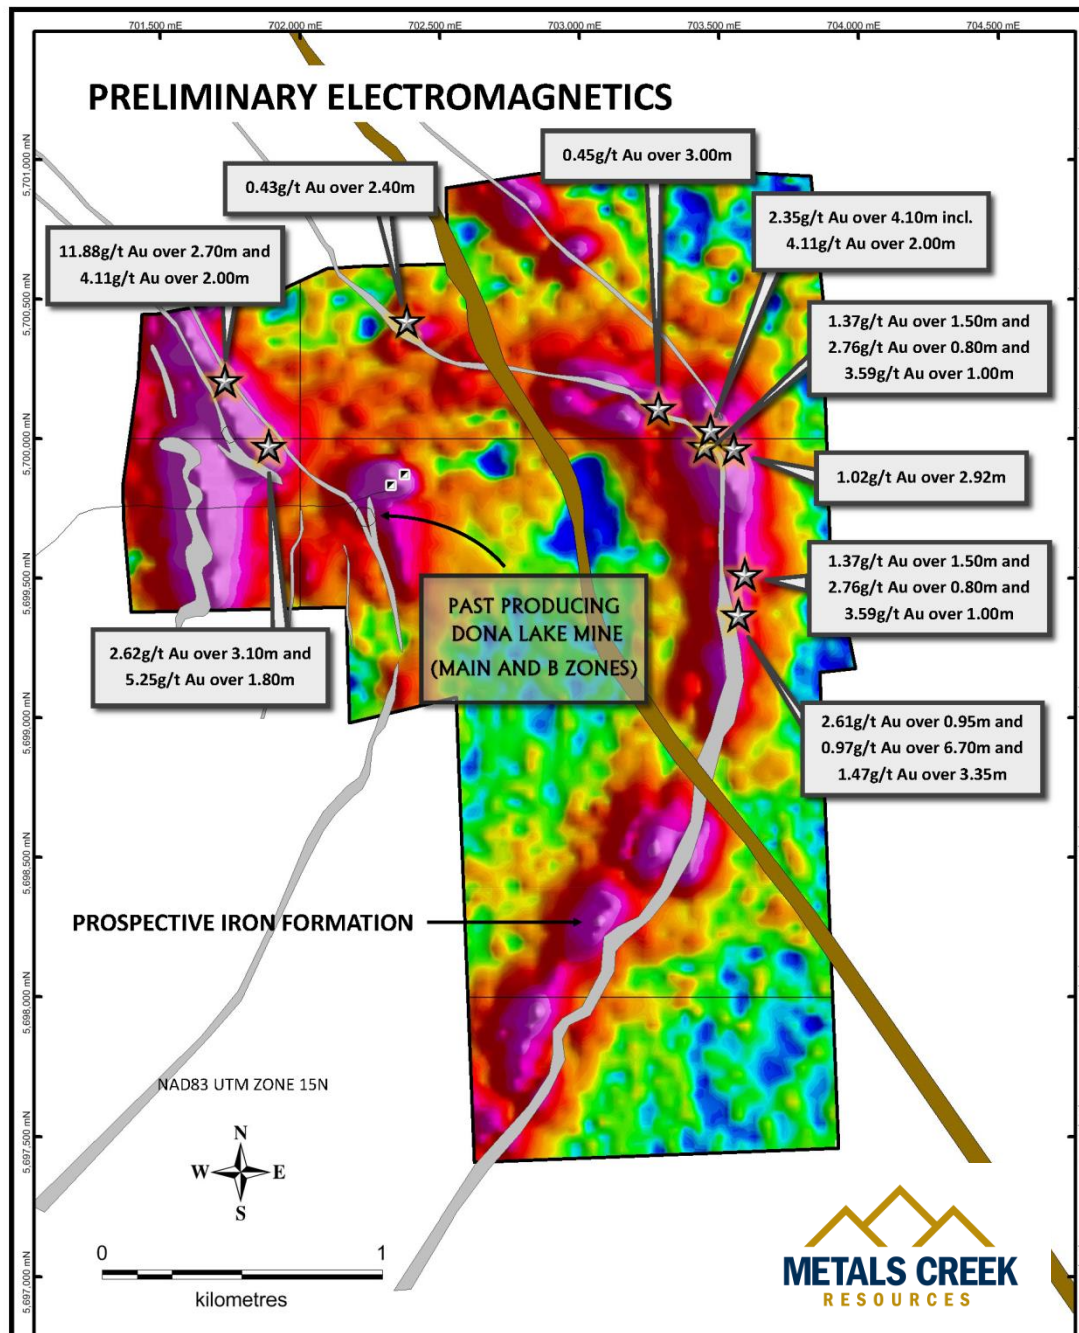 701,500 mE
702,000 mE
702,500 mE
703,000 mE
703,500 mE
704,000 mE
704,500 mE
PRELIMINARY ELECTROMAGNETICS
5,701,000 mN
5,700,500 mN
5,700,000 mN
5,699,500 mN
5,699,000 mN
5,698,500 mN
5,698,000 mN
5,697,500 mN
5,697,000 mN
0.45g/t Au over 3.00m
0.43g/t Au over 2.40m
2.35g/t Au over 4.10m incl.
4.11g/t Au over 2.00m
11.88g/t Au over 2.70m and
4.11g/t Au over 2.00m
1.37g/t Au over 1.50m and
2.76g/t Au over 0.80m and
3.59g/t Au over 1.00m
1.02g/t Au over 2.92m
1.37g/t Au over 1.50m and
2.76g/t Au over 0.80m and
3.59g/t Au over 1.00m
PAST PRODUCING
DONA LAKE MINE
(MAIN AND B ZONES)
2.62g/t Au over 3.10m and
5.25g/t Au over 1.80m
2.61g/t Au over 0.95m and
0.97g/t Au over 6.70m and
1.47g/t Au over 3.35m
PROSPECTIVE IRON FORMATION
NAD83 UTM ZONE 15N
N
W E
S
0 1
kilometres
METALS CREEK
RESOURCES